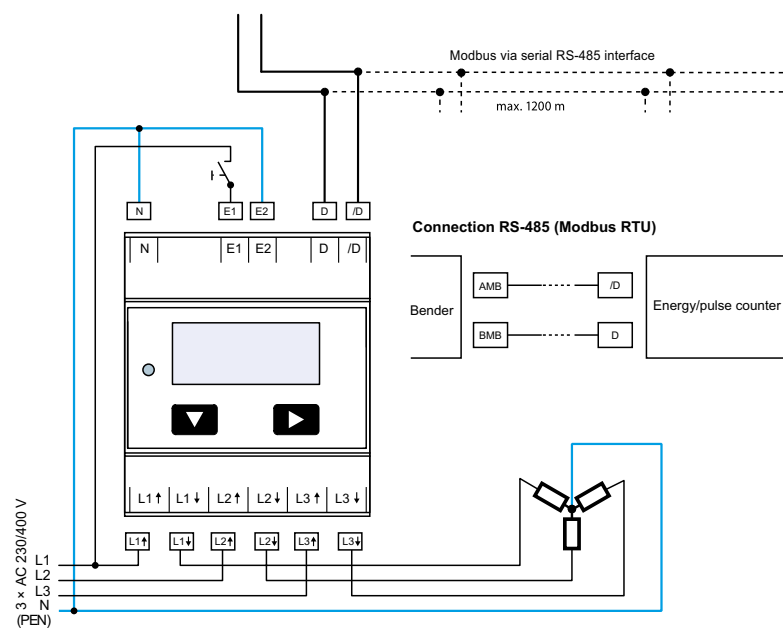 Modbus via serial RS-485 interface
max. 1200 m
N
E1
E2
D
/D
Connection RS-485 (Modbus RTU)
N
E1
E2
D
/D
Bender
AMB
/D
BMB
D
Energy/pulse counter
L1↑
L1↓
L2↑
L2↓
L3↑
L3↓
L1↑
L1↓
L2↑
L2↓
L3↑
L3↓
3 × AC 230/400 V
L1
L2
L3
N
(PEN)